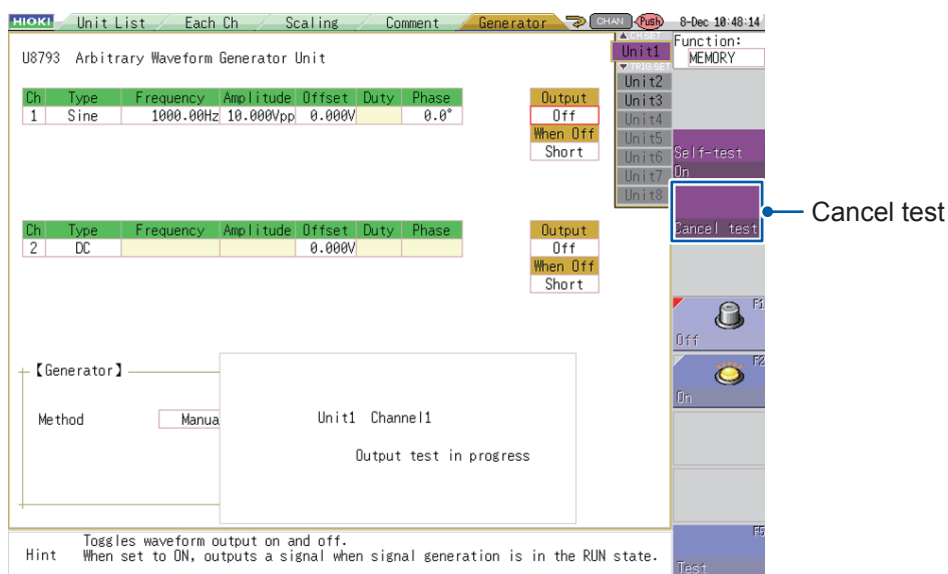 HIOKI Unit List Each Ch Scaling Comment Generator CHAN Push 8-Dec 10:48:14
▲ CH SET Function:
Unit1 MEMORY
U8793 Arbitrary Waveform Generator Unit
▼ TRIG SET
Unit2
Ch Type Frequency Amplitude Offset Duty Phase Output Unit3
1 Sine 1000.00Hz 10.000Vpp 0.000V 0.0° Off Unit4
When Off Unit5
Short Unit6 Self-test
Unit7 On
Unit8
Cancel test
Cancel test
Ch Type Frequency Amplitude Offset Duty Phase Output
2 DC 0.000V Off
When Off
Short
F1
Off
【Generator】
F2
On
Method Manua
Unit1 Channel1
Output test in progress
Toggles waveform output on and off.
Hint When set to ON, outputs a signal when signal generation is in the RUN state.
F5
Test